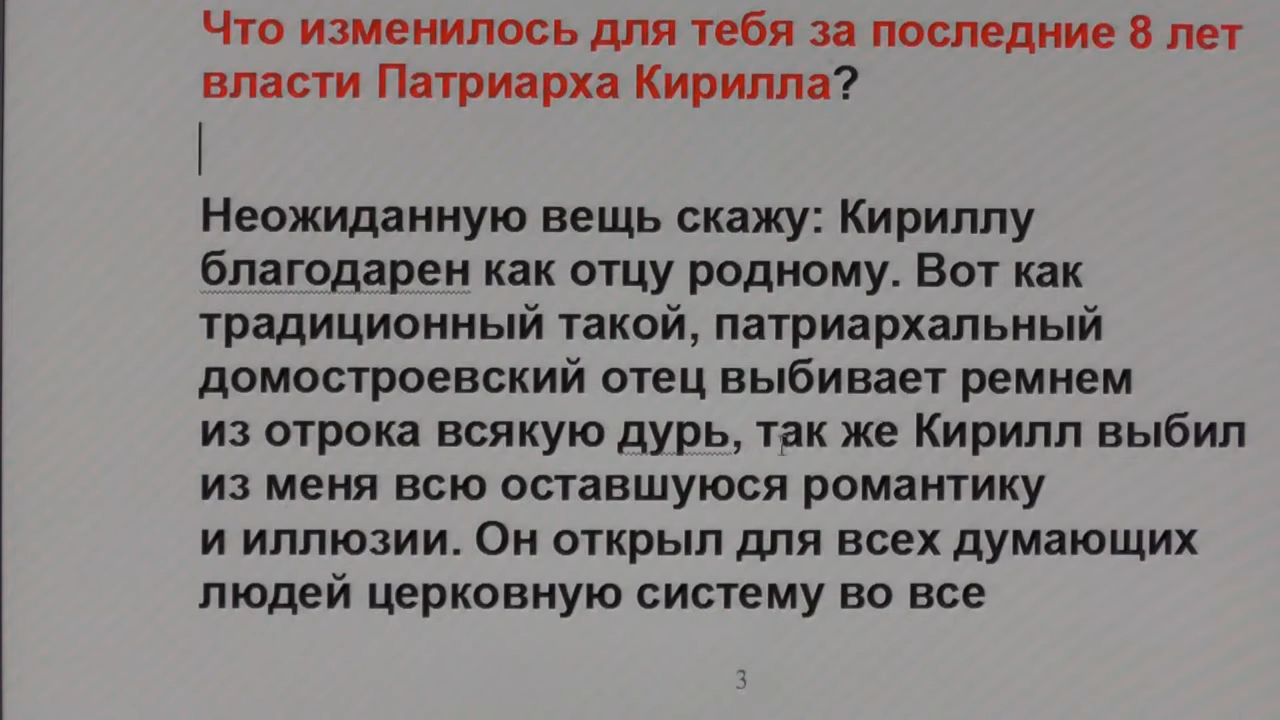 Что изменилось для тебя за последние 8 лет
власти Патриарха Кирилла?
Неожиданную вещь скажу: Кириллу
благодарен как отцу родному. Вот как
традиционный такой, патриархальный
домостроевский отец выбивает ремнем
из отрока всякую дурь, так же Кирилл выбил
из меня всю оставшуюся романтику
и иллюзии. Он открыл для всех думающих
людей церковную систему во все
3